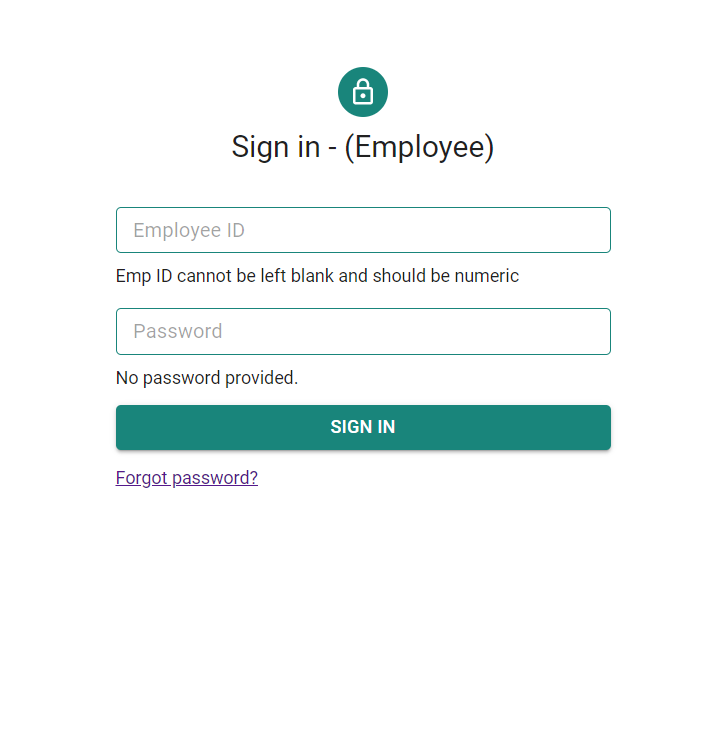 Sign in - (Employee)
Employee ID
Emp ID cannot be left blank and should be numeric
Password
No password provided.
SIGN IN
Forgot password?